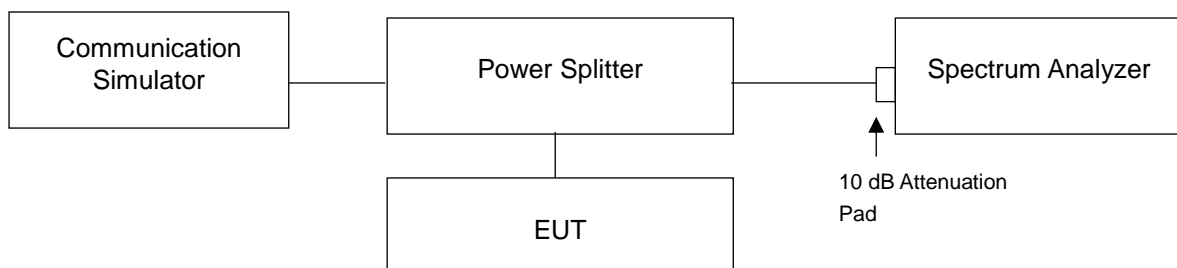 Communication
Simulator
Power Splitter
Spectrum Analyzer
10 dB Attenuation
Pad
EUT